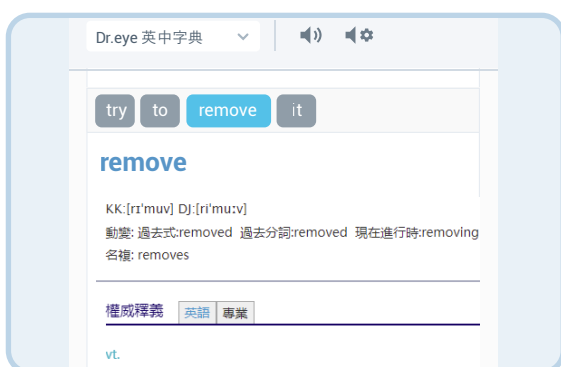 Dr.eye 英中字典
try to remove it
remove
KK:[rɪˈmuv] DJ:[riˈmuːv]
動變: 過去式:removed 過去分詞:removed 現在進行時:removing
名複: removes
權威釋義 英語 專業
vt.